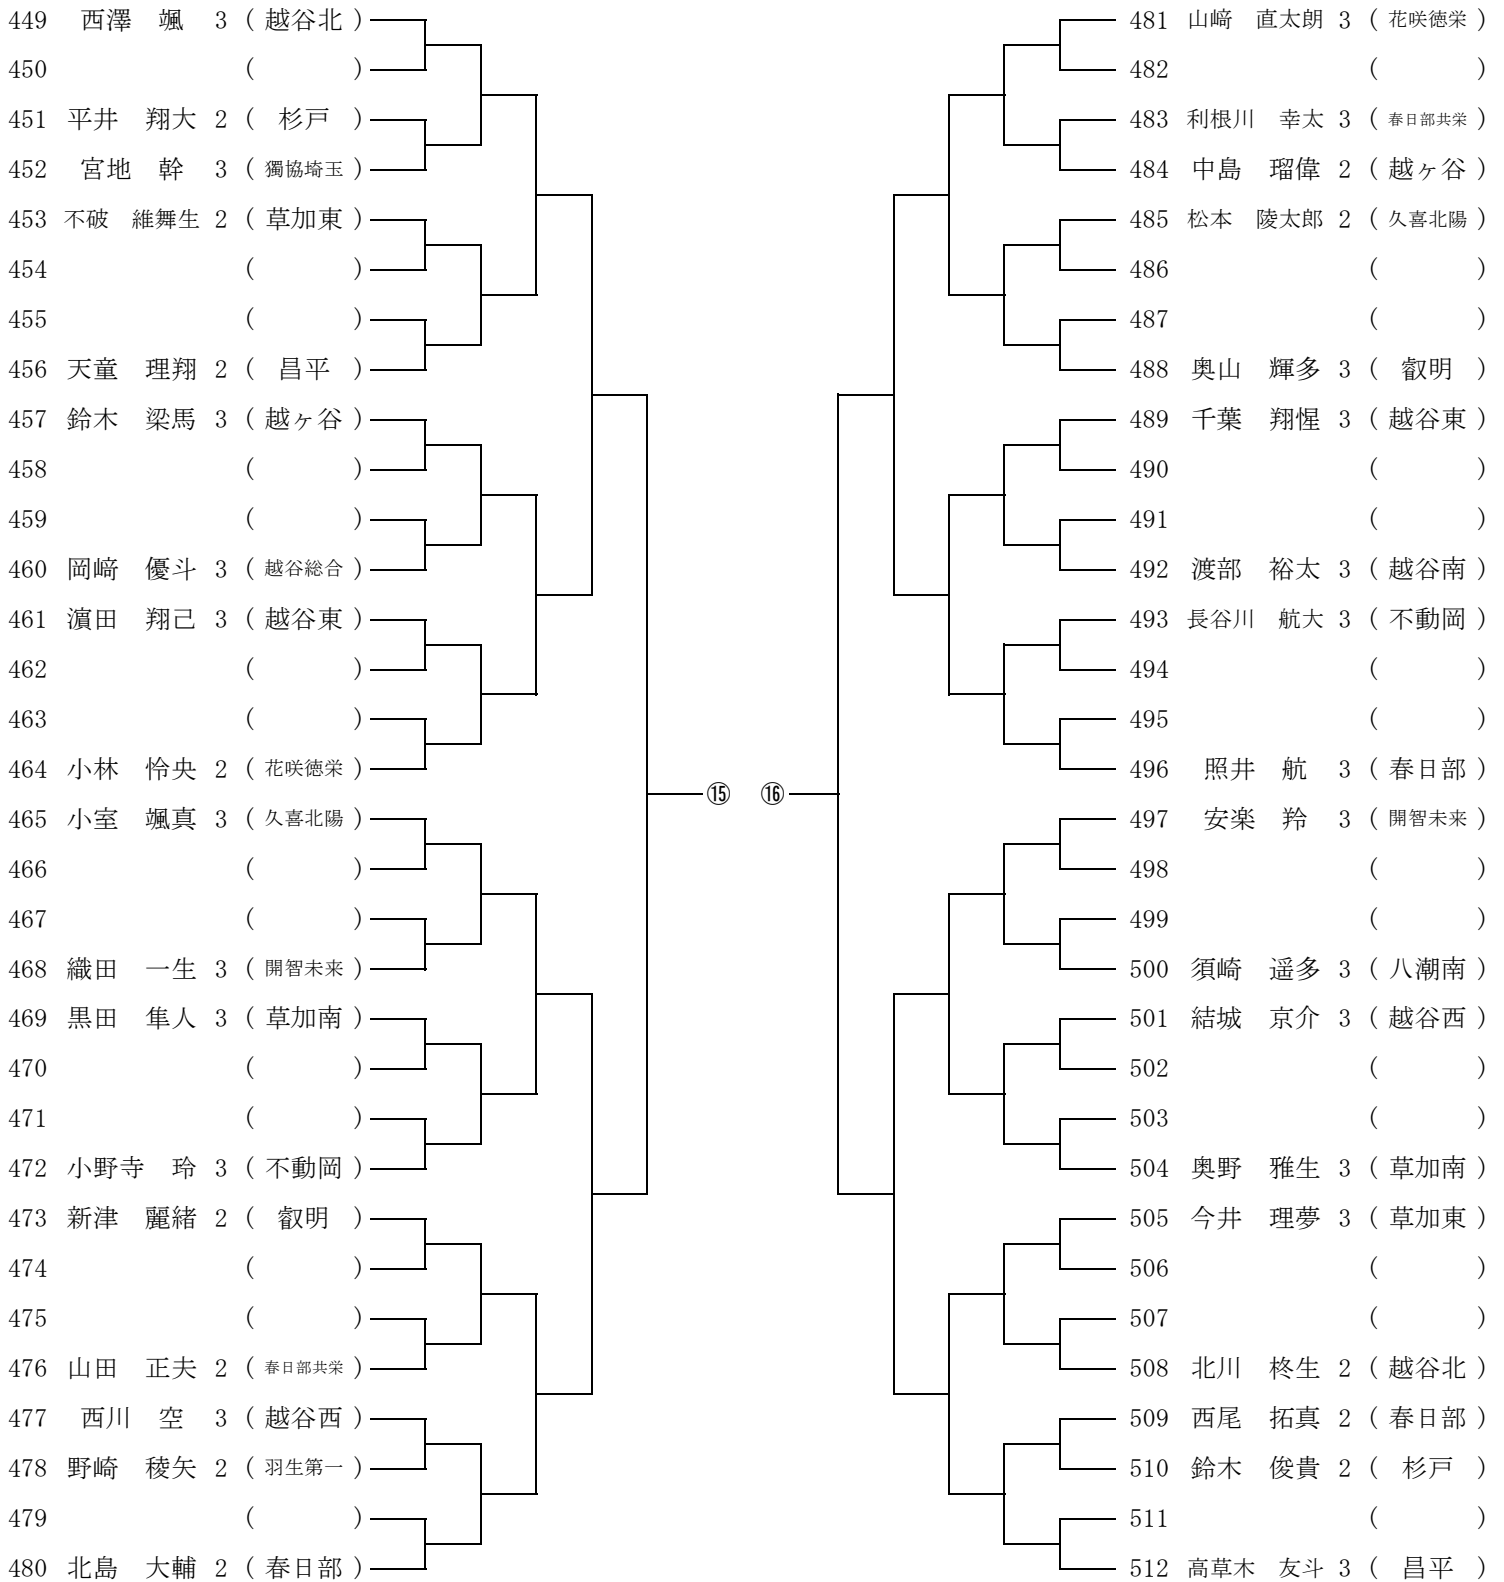 449 西澤 颯 3 ( 越谷北 )
450 ( )
451 平井 翔大 2 ( 杉戸 )
452 宮地 幹 3 ( 獨協埼玉 )
453 不破 維舞生 2 ( 草加東 )
454 ( )
455 ( )
456 天童 理翔 2 ( 昌平 )
457 鈴木 梁馬 3 ( 越ヶ谷 )
458 ( )
459 ( )
460 岡﨑 優斗 3 ( 越谷総合 )
461 濵田 翔己 3 ( 越谷東 )
462 ( )
463 ( )
464 小林 怜央 2 ( 花咲徳栄 )
465 小室 颯真 3 ( 久喜北陽 )
466 ( )
467 ( )
468 織田 一生 3 ( 開智未来 )
469 黒田 隼人 3 ( 草加南 )
470 ( )
471 ( )
472 小野寺 玲 3 ( 不動岡 )
473 新津 麗緒 2 ( 叡明 )
474 ( )
475 ( )
476 山田 正夫 2 ( 春日部共栄 )
477 西川 空 3 ( 越谷西 )
478 野崎 稜矢 2 ( 羽生第一 )
479 ( )
480 北島 大輔 2 ( 春日部 )
⑮ ⑯
481 山﨑 直太朗 3 ( 花咲徳栄 )
482 ( )
483 利根川 幸太 3 ( 春日部共栄 )
484 中島 瑠偉 2 ( 越ヶ谷 )
485 松本 陵太郎 2 ( 久喜北陽 )
486 ( )
487 ( )
488 奥山 輝多 3 ( 叡明 )
489 千葉 翔惺 3 ( 越谷東 )
490 ( )
491 ( )
492 渡部 裕太 3 ( 越谷南 )
493 長谷川 航大 3 ( 不動岡 )
494 ( )
495 ( )
496 照井 航 3 ( 春日部 )
497 安楽 羚 3 ( 開智未来 )
498 ( )
499 ( )
500 須崎 遥多 3 ( 八潮南 )
501 結城 京介 3 ( 越谷西 )
502 ( )
503 ( )
504 奥野 雅生 3 ( 草加南 )
505 今井 理夢 3 ( 草加東 )
506 ( )
507 ( )
508 北川 柊生 2 ( 越谷北 )
509 西尾 拓真 2 ( 春日部 )
510 鈴木 俊貴 2 ( 杉戸 )
511 ( )
512 高草木 友斗 3 ( 昌平 )